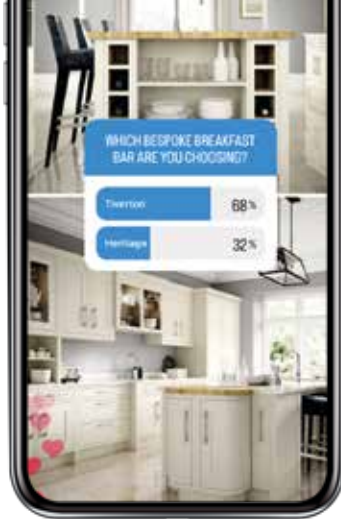 WHICH BESPOKE BREAKFAST
BAR ARE YOU CHOOSING?
Tiverton 68%
Heritage 32%